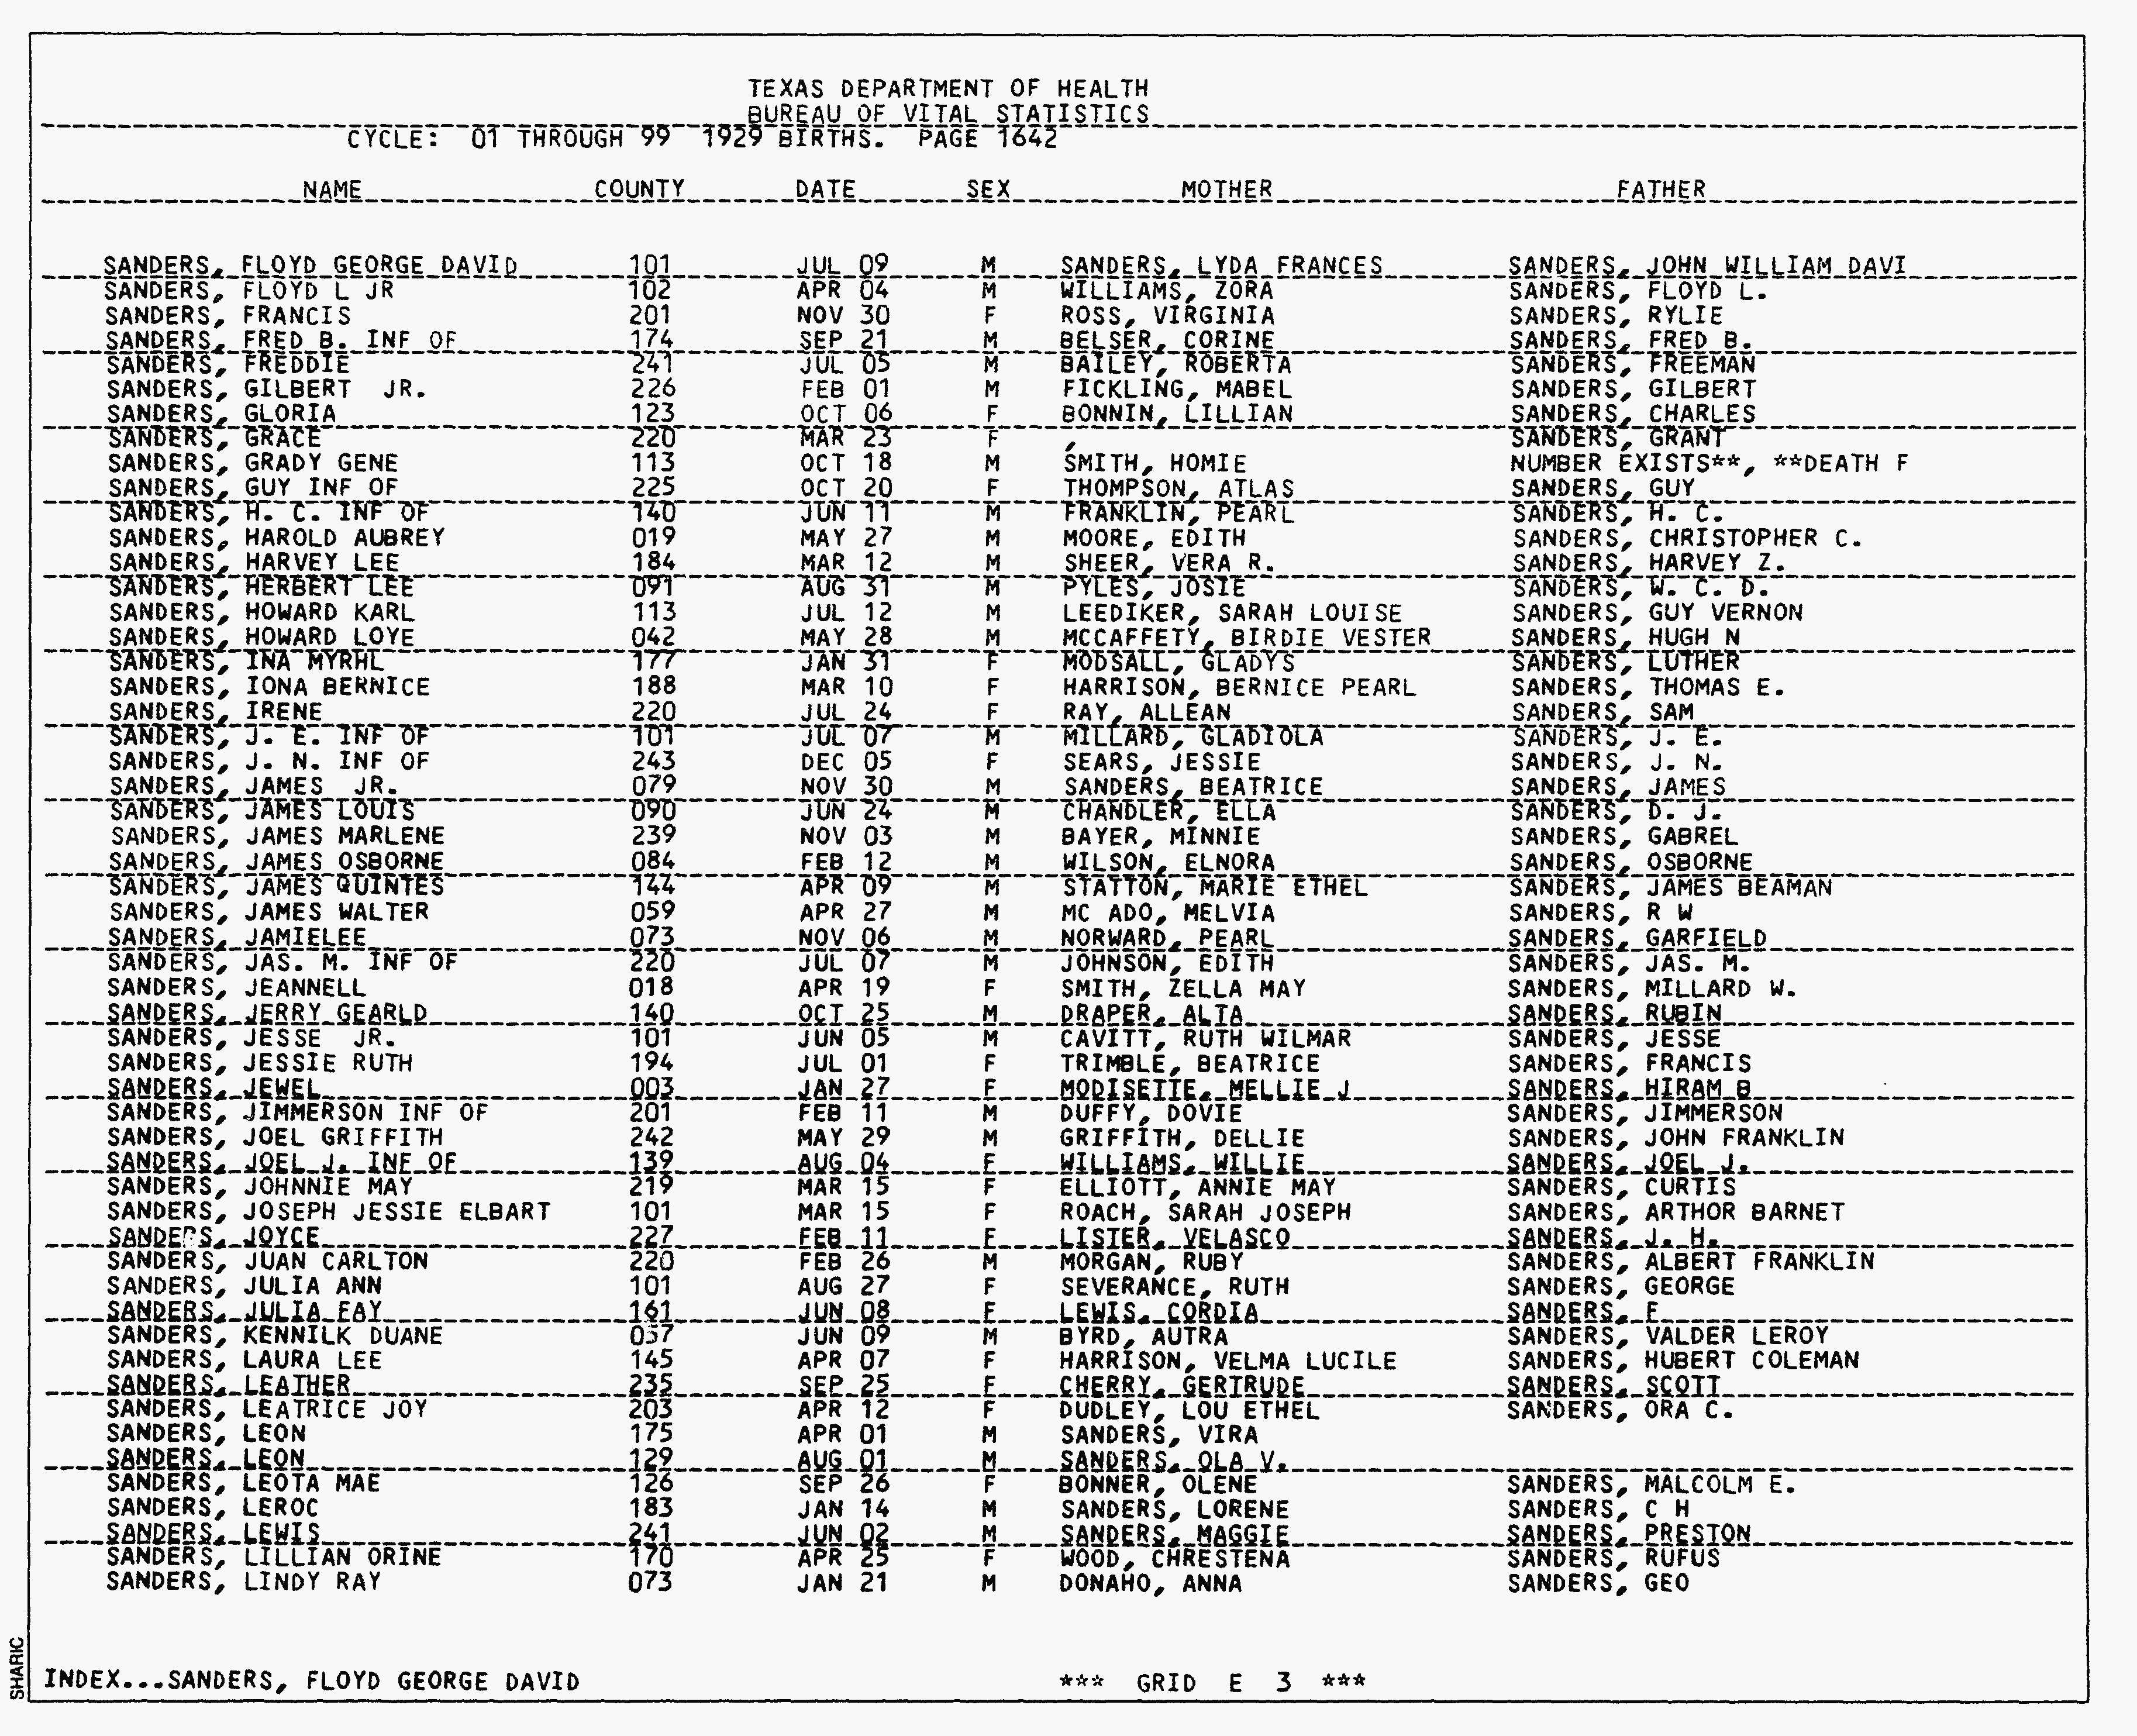 TEXAS DEPARTMENT OF HEALTH
BUREAU OF VITAL STATISTICS
CYCLE: 01 THROUGH 99 1929 BIRTHS. PAGE 1642
NAME COUNTY DATE SEX MOTHER FATHER
SANDERS, FLOYD GEORGE DAVID 101 JUL 09 M SANDERS, LYDA FRANCES SANDERS, JOHN WILLIAM DAVI
SANDERS, FLOYD L JR 102 APR 04 M WILLIAMS, ZORA SANDERS, FLOYD L.
SANDERS, FRANCIS 201 NOV 30 F ROSS, VIRGINIA SANDERS, RYLIE
SANDERS, FRED B. INF OF 174 SEP 21 M BELSER, CORINE SANDERS, FRED B.
SANDERS, FREDDIE 241 JUL 05 M BAILEY, ROBERTA SANDERS, FREEMAN
SANDERS, GILBERT JR. 226 FEB 01 M FICKLING, MABEL SANDERS, GILBERT
SANDERS, GLORIA 123 OCT 06 F BONNIN, LILLIAN SANDERS, CHARLES
SANDERS, GRACE 220 MAR 23 F , SANDERS, GRANT
SANDERS, GRADY GENE 113 OCT 18 M SMITH, HOMIE NUMBER EXISTS**, **DEATH F
SANDERS, GUY INF OF 225 OCT 20 F THOMPSON, ATLAS SANDERS, GUY
SANDERS, H. C. INF OF 140 JUN 11 M FRANKLIN, PEARL SANDERS, H. C.
SANDERS, HAROLD AUBREY 019 MAY 27 M MOORE, EDITH SANDERS, CHRISTOPHER C.
SANDERS, HARVEY LEE 184 MAR 12 M SHEER, VERA R. SANDERS, HARVEY Z.
SANDERS, HERBERT LEE 091 AUG 31 M PYLES, JOSIE SANDERS, W. C. D.
SANDERS, HOWARD KARL 113 JUL 12 M LEEDIKER, SARAH LOUISE SANDERS, GUY VERNON
SANDERS, HOWARD LOYE 042 MAY 28 M MCCAFFETY, BIRDIE VESTER SANDERS, HUGH N
SANDERS, INA MYRHL 177 JAN 31 F MODSALL, GLADYS SANDERS, LUTHER
SANDERS, IONA BERNICE 188 MAR 10 F HARRISON, BERNICE PEARL SANDERS, THOMAS E.
SANDERS, IRENE 220 JUL 24 F RAY, ALLEAN SANDERS, SAM
SANDERS, J. E. INF OF 101 JUL 07 M MILLARD, GLADIOLA SANDERS, J. E.
SANDERS, J. N. INF OF 243 DEC 05 F SEARS, JESSIE SANDERS, J. N.
SANDERS, JAMES JR. 079 NOV 30 M SANDERS, BEATRICE SANDERS, JAMES
SANDERS, JAMES LOUIS 090 JUN 24 M CHANDLER, ELLA SANDERS, D. J.
SANDERS, JAMES MARLENE 239 NOV 03 M BAYER, MINNIE SANDERS, GABREL
SANDERS, JAMES OSBORNE 084 FEB 12 M WILSON, ELNORA SANDERS, OSBORNE
SANDERS, JAMES QUINTES 144 APR 09 M STATTON, MARIE ETHEL SANDERS, JAMES BEAMAN
SANDERS, JAMES WALTER 059 APR 27 M MC ADO, MELVIA SANDERS, R W
SANDERS, JAMIELEE 073 NOV 06 M NORWARD, PEARL SANDERS, GARFIELD
SANDERS, JAS. M. INF OF 220 JUL 07 M JOHNSON, EDITH SANDERS, JAS. M.
SANDERS, JEANNELL 018 APR 19 F SMITH, ZELLA MAY SANDERS, MILLARD W.
SANDERS, JERRY GEARLD 140 OCT 25 M DRAPER, ALTA SANDERS, RUBIN
SANDERS, JESSE JR. 101 JUN 05 M CAVITT, RUTH WILMAR SANDERS, JESSE
SANDERS, JESSIE RUTH 194 JUL 01 F TRIMBLE, BEATRICE SANDERS, FRANCIS
SANDERS, JEWEL 003 JAN 27 F MODISETTE, MELLIE J SANDERS, HIRAM B
SANDERS, JIMMERSON INF OF 201 FEB 11 M DUFFY, DOVIE SANDERS, JIMMERSON
SANDERS, JOEL GRIFFITH 242 MAY 29 M GRIFFITH, DELLIE SANDERS, JOHN FRANKLIN
SANDERS, JOEL J. INF OF 139 AUG 04 F WILLIAMS, WILLIE SANDERS, JOEL J.
SANDERS, JOHNNIE MAY 219 MAR 15 F ELLIOTT, ANNIE MAY SANDERS, CURTIS
SANDERS, JOSEPH JESSIE ELBART 101 MAR 15 F ROACH, SARAH JOSEPH SANDERS, ARTHOR BARNET
SANDERS, JOYCE 227 FEB 11 F LISTER, VELASCO SANDERS, J. H.
SANDERS, JUAN CARLTON 220 FEB 26 M MORGAN, RUBY SANDERS, ALBERT FRANKLIN
SANDERS, JULIA ANN 101 AUG 27 F SEVERANCE, RUTH SANDERS, GEORGE
SANDERS, JULIA FAY 161 JUN 08 F LEWIS, CORDIA SANDERS, F
SANDERS, KENNILK DUANE 057 JUN 09 M BYRD, AUTRA SANDERS, VALDER LEROY
SANDERS, LAURA LEE 145 APR 07 F HARRISON, VELMA LUCILE SANDERS, HUBERT COLEMAN
SANDERS, LEATHER 235 SEP 25 F CHERRY, GERTRUDE SANDERS, SCOTT
SANDERS, LEATRICE JOY 203 APR 12 F DUDLEY, LOU ETHEL SANDERS, ORA C.
SANDERS, LEON 175 APR 01 M SANDERS, VIRA
SANDERS, LEON 129 AUG 01 M SANDERS, OLA V.
SANDERS, LEOTA MAE 126 SEP 26 F BONNER, OLENE SANDERS, MALCOLM E.
SANDERS, LEROC 183 JAN 14 M SANDERS, LORENE SANDERS, C H
SANDERS, LEWIS 241 JUN 02 M SANDERS, MAGGIE SANDERS, PRESTON
SANDERS, LILLIAN ORINE 170 APR 25 F WOOD, CHRESTENA SANDERS, RUFUS
SANDERS, LINDY RAY 073 JAN 21 M DONAHO, ANNA SANDERS, GEO
SHARIC
INDEX...SANDERS, FLOYD GEORGE DAVID *** GRID E 3 ***